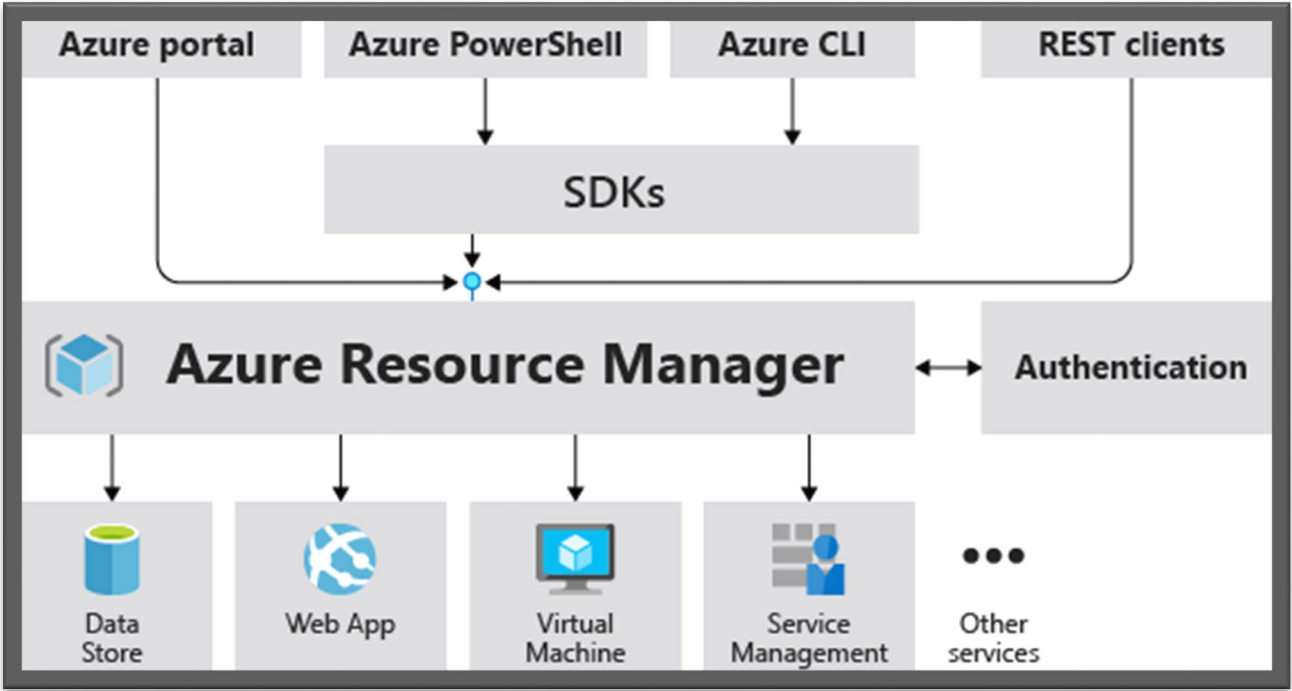 Azure portal
Azure PowerShell
Azure CLI
REST clients
SDKs
Azure Resource Manager
Authentication
Data
Store
Web App
Virtual
Machine
Service
Management
Other
services